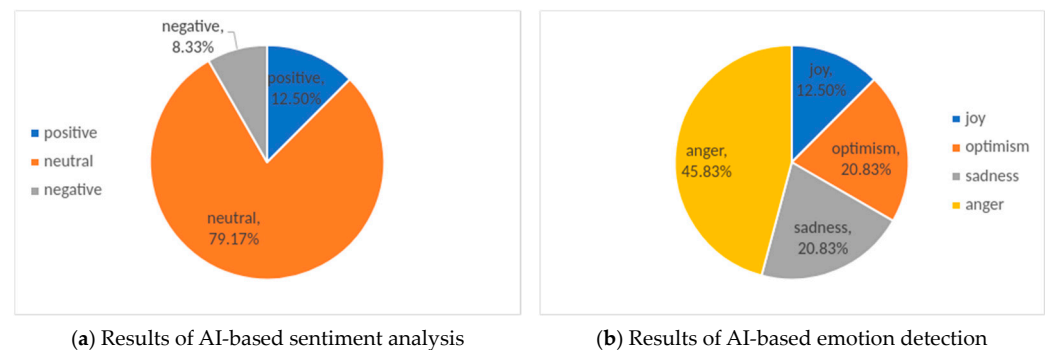 negative,
8.33%
positive,
12.50%
positive
neutral
negative
neutral,
79.17%
(a) Results of AI-based sentiment analysis
joy,
12.50%
optimism,
20.83%
anger,
45.83%
sadness,
20.83%
joy
optimism
sadness
anger
(b) Results of AI-based emotion detection